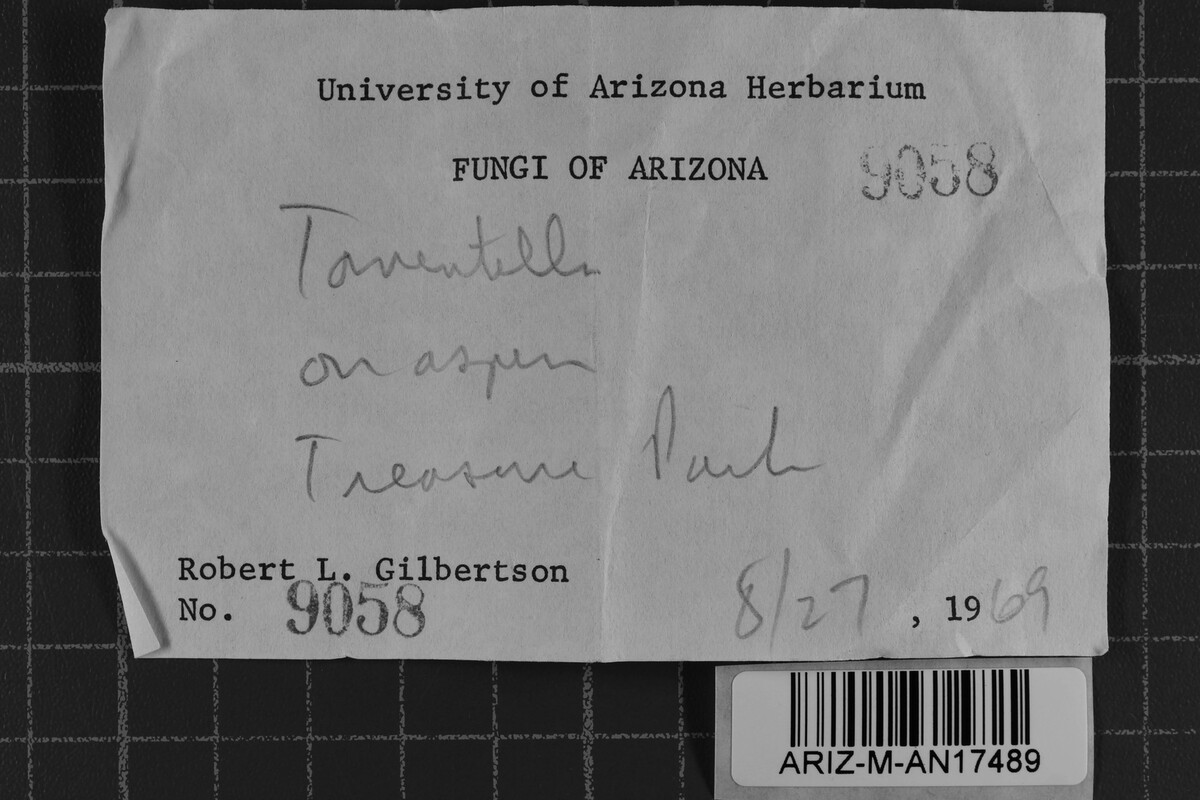 University of Arizona Herbarium
FUNGI OF ARIZONA 9058
Tomentella
on aspen
Treasure Park
Robert L. Gilbertson
No. 9058 8/27, 1969
ARIZ-M-AN17489